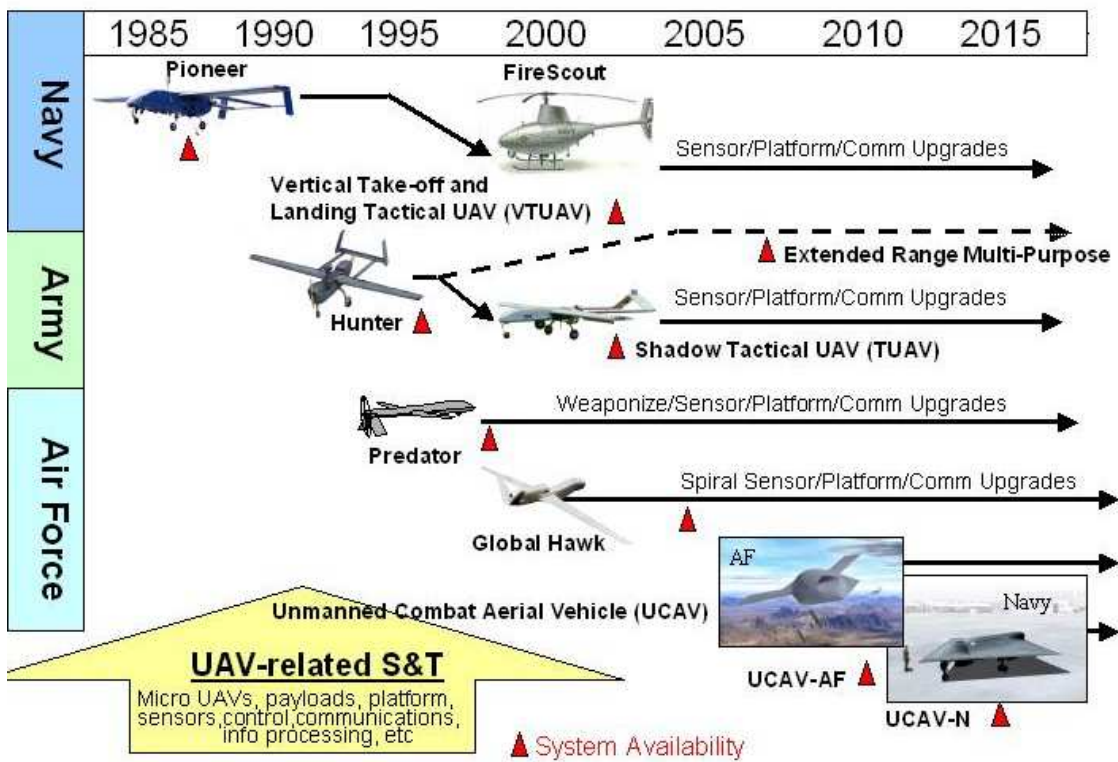 1985 1990 1995 2000 2005 2010 2015
Navy
Pioneer
FireScout
Sensor/Platform/Comm Upgrades
Vertical Take-off and
Landing Tactical UAV (VTUAV)
Army
Extended Range Multi-Purpose
Hunter
Sensor/Platform/Comm Upgrades
Shadow Tactical UAV (TUAV)
Air Force
Weaponize/Sensor/Platform/Comm Upgrades
Predator
Spiral Sensor/Platform/Comm Upgrades
Global Hawk
AF
Unmanned Combat Aerial Vehicle (UCAV)
Navy
UCAV-AF
UCAV-N
UAV-related S&T
Micro UAVs, payloads, platform,
sensors,control,communications,
info processing, etc
System Availability